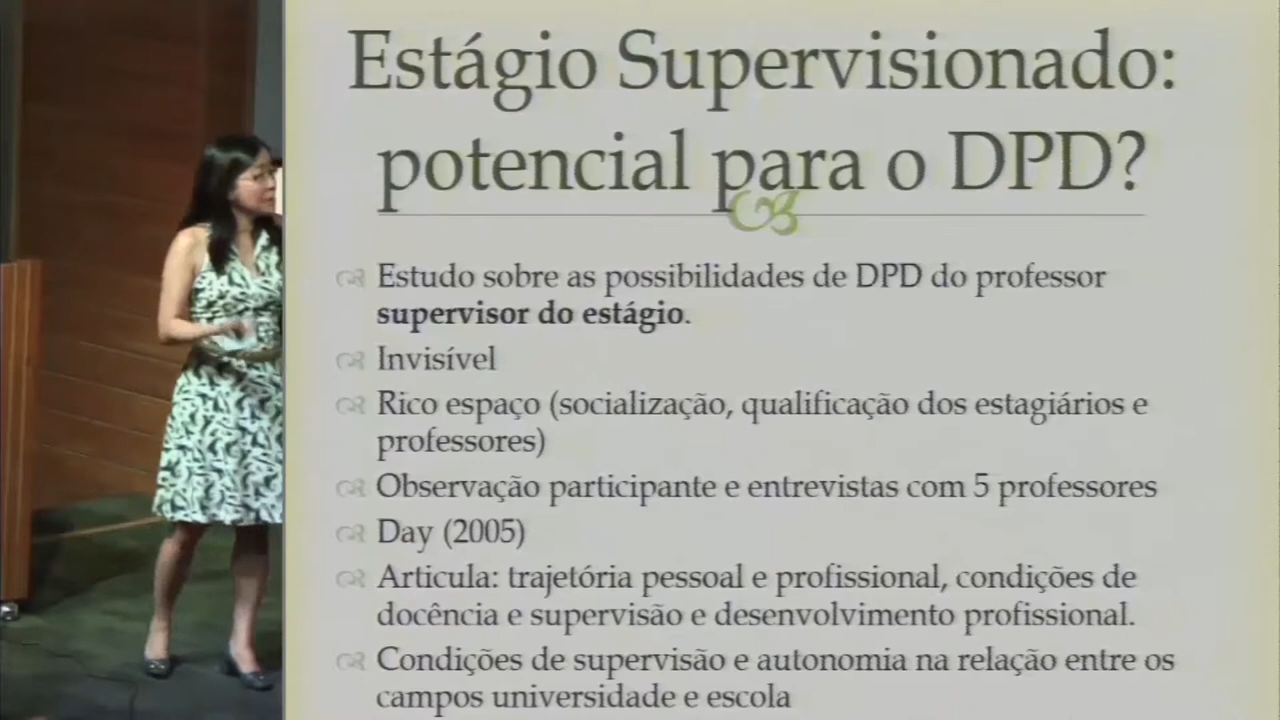 Estágio Supervisionado:
potencial para o DPD?
Estudo sobre as possibilidades de DPD do professor
supervisor do estágio.
Invisível
Rico espaço (socialização, qualificação dos estagiários e
professores)
Observação participante e entrevistas com 5 professores
Day (2005)
Articula: trajetória pessoal e profissional, condições de
docência e supervisão e desenvolvimento profissional.
Condições de supervisão e autonomia na relação entre os
campos universidade e escola